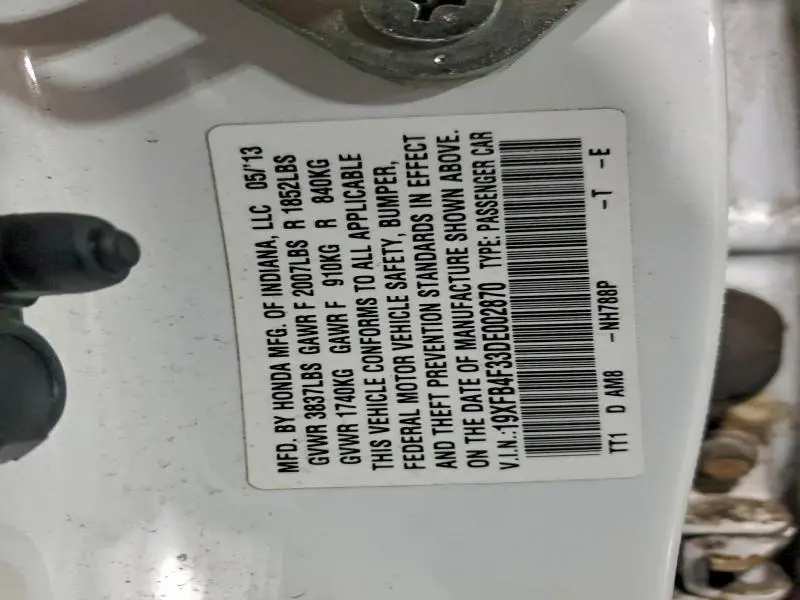 MFD. BY HONDA MFG. OF INDIANA, LLC 05/'13
GVWR 3837LBS GAWR F 2007LBS R 1852LBS
GVWR 1740KG GAWR F 910KG R 840KG
THIS VEHICLE CONFORMS TO ALL APPLICABLE
FEDERAL MOTOR VEHICLE SAFETY, BUMPER,
AND THEFT PREVENTION STANDARDS IN EFFECT
ON THE DATE OF MANUFACTURE SHOWN ABOVE.
V.I.N.:19XFB4F33DE002870 TYPE: PASSENGER CAR
TT1 D AM8 -NH788P -T -E